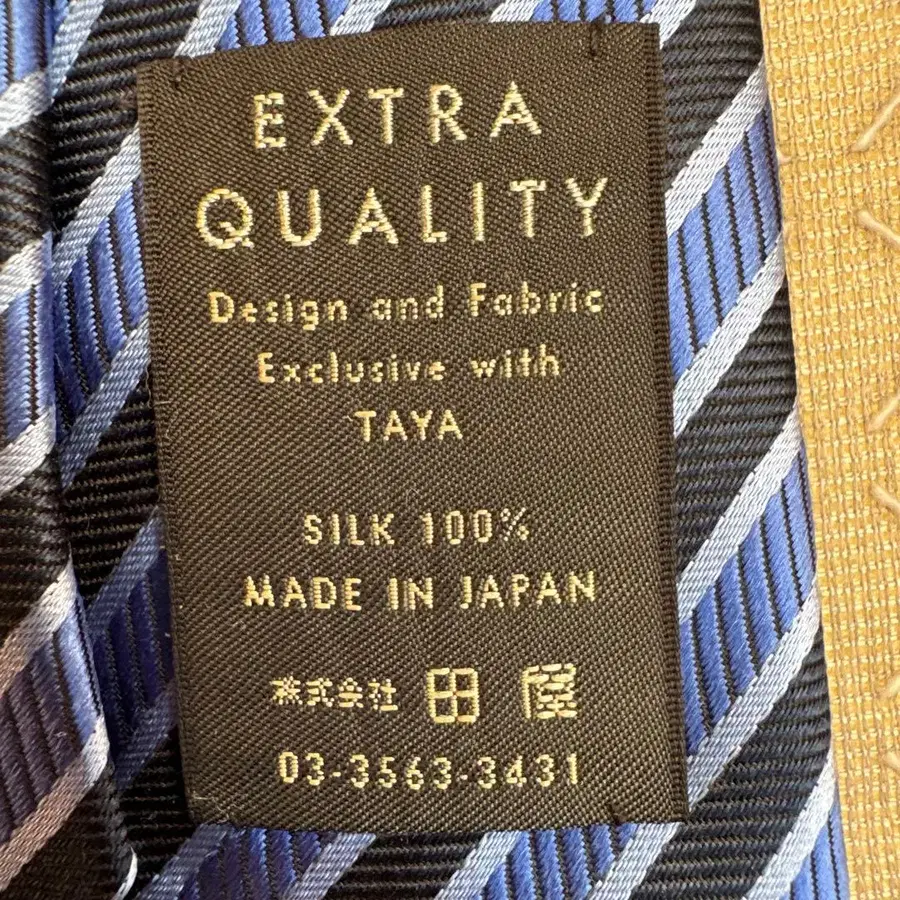 EXTRA
QUALITY
Design and Fabric
Exclusive with
TAYA
SILK 100%
MADE IN JAPAN
株式会社 田屋
03-3563-3431